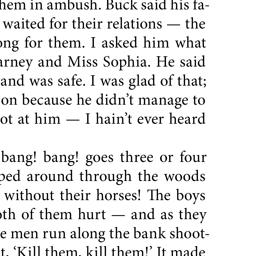 hem in ambush. Buck said his fa-
waited for their relations — the
ong for them. I asked him what
arney and Miss Sophia. He said
and was safe. I was glad of that;
on because he didn't manage to
ot at him — I hain't ever heard
bang! bang! goes three or four
ped around through the woods
without their horses! The boys
oth of them hurt — and as they
e men run along the bank shoot-
t, 'Kill them, kill them!' It made